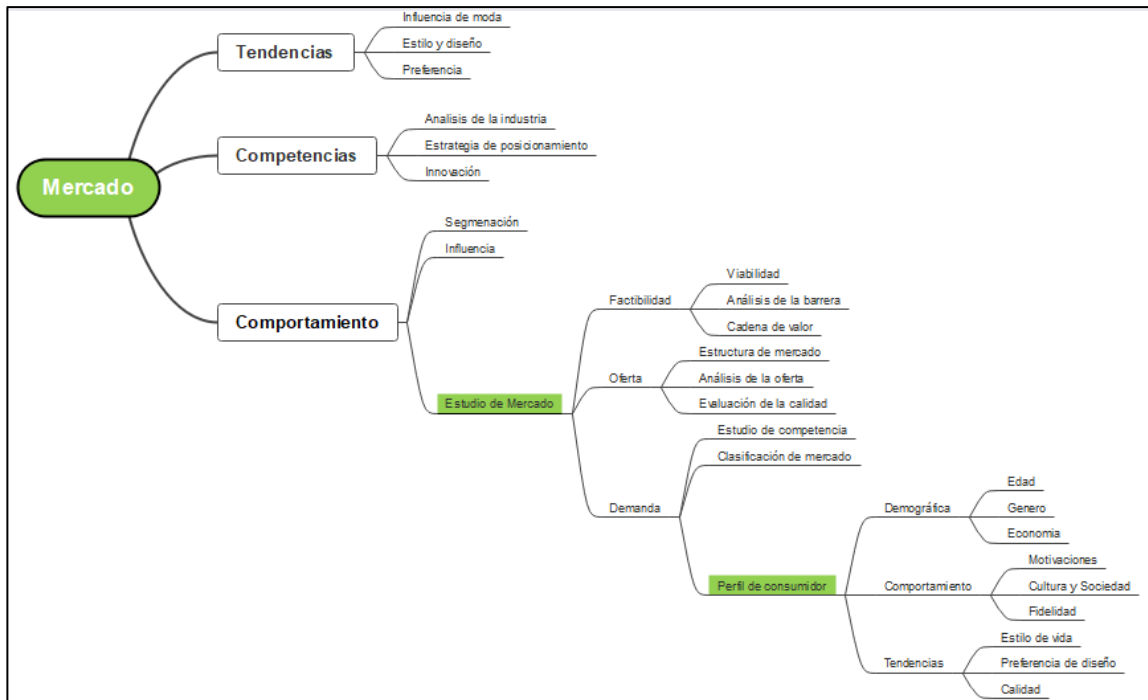 Mercado
Tendencias
Influencia de moda
Estilo y diseño
Preferencia
Competencias
Analisis de la industria
Estrategia de posicionamiento
Innovación
Comportamiento
Segmenación
Influencia
Estudio de Mercado
Factibilidad
Viabilidad
Análisis de la barrera
Cadena de valor
Oferta
Estructura de mercado
Análisis de la oferta
Evaluación de la calidad
Demanda
Estudio de competencia
Clasificación de mercado
Perfil de consumidor
Demográfica
Edad
Genero
Economia
Comportamiento
Motivaciones
Cultura y Sociedad
Fidelidad
Tendencias
Estilo de vida
Preferencia de diseño
Calidad